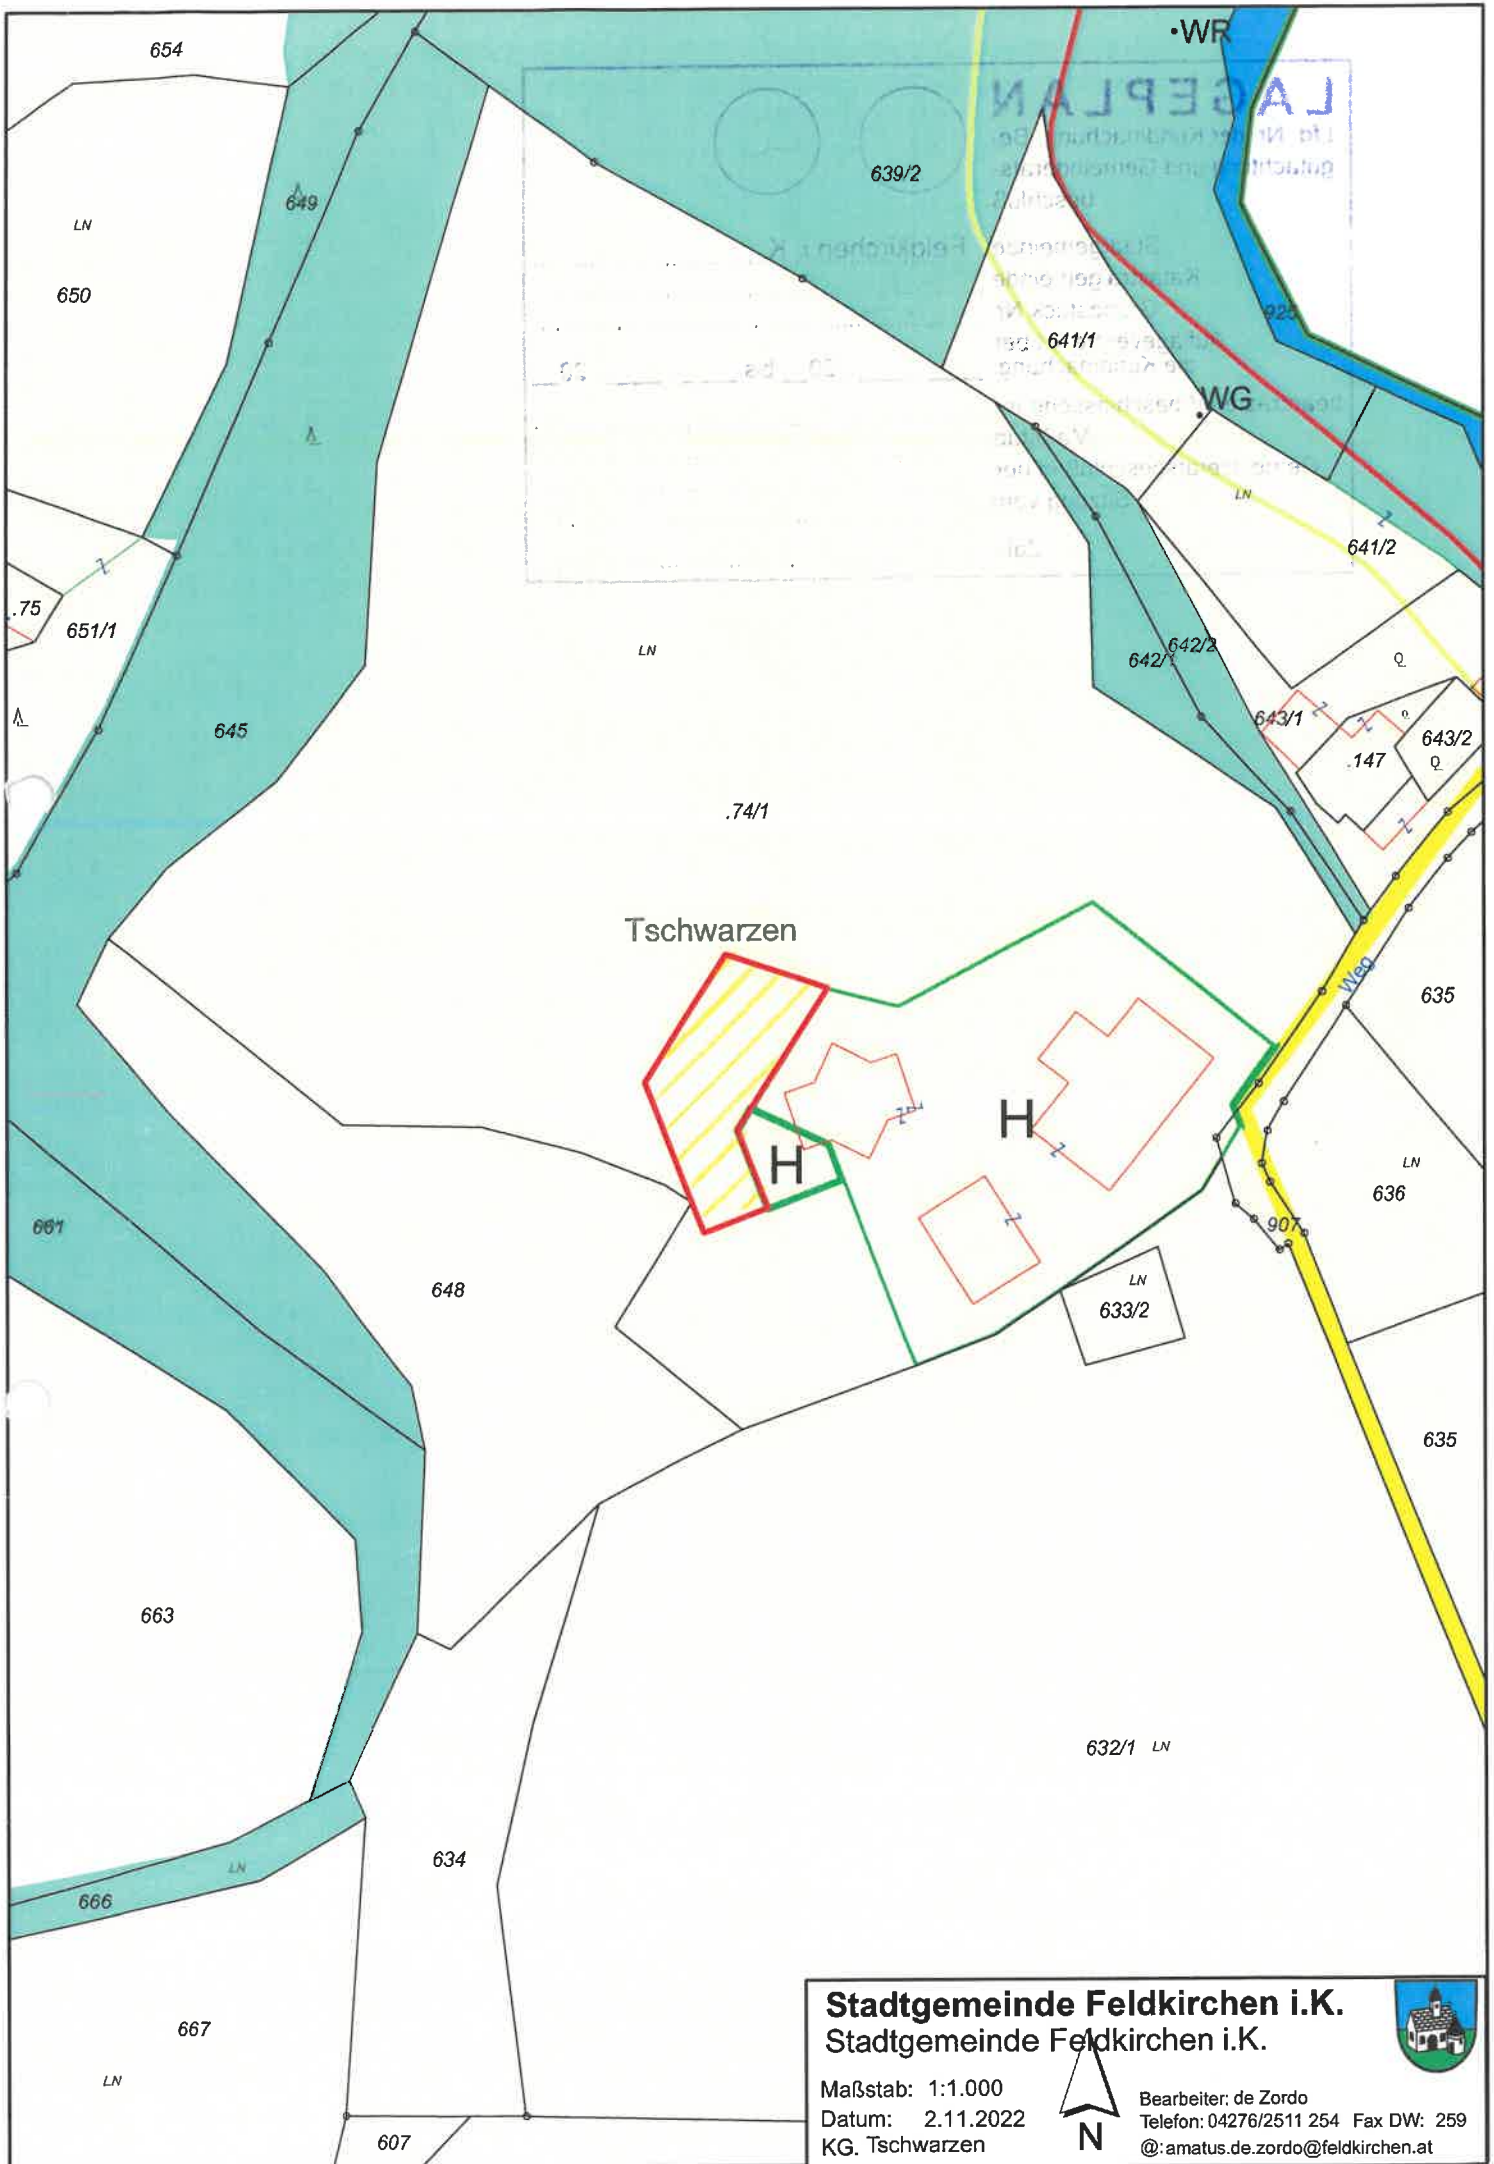 654
WR
LAGEPLAN
639/2
649
LN
650
Feldkirchen i. K.
925
641/1
WG
LN
641/2
.75
651/1
LN
642/1
642/2
645
643/1
643/2
.147
.74/1
Tschwarzen
Weg
635
H
H
LN
636
661
907
648
LN
633/2
635
663
632/1 LN
634
LN
666
667
LN
607
Stadtgemeinde Feldkirchen i.K.
Stadtgemeinde Feldkirchen i.K.
Maßstab: 1:1.000
Datum: 2.11.2022
KG. Tschwarzen
N
Bearbeiter: de Zordo
Telefon: 04276/2511 254 Fax DW: 259
@: amatus.de.zordo@feldkirchen.at